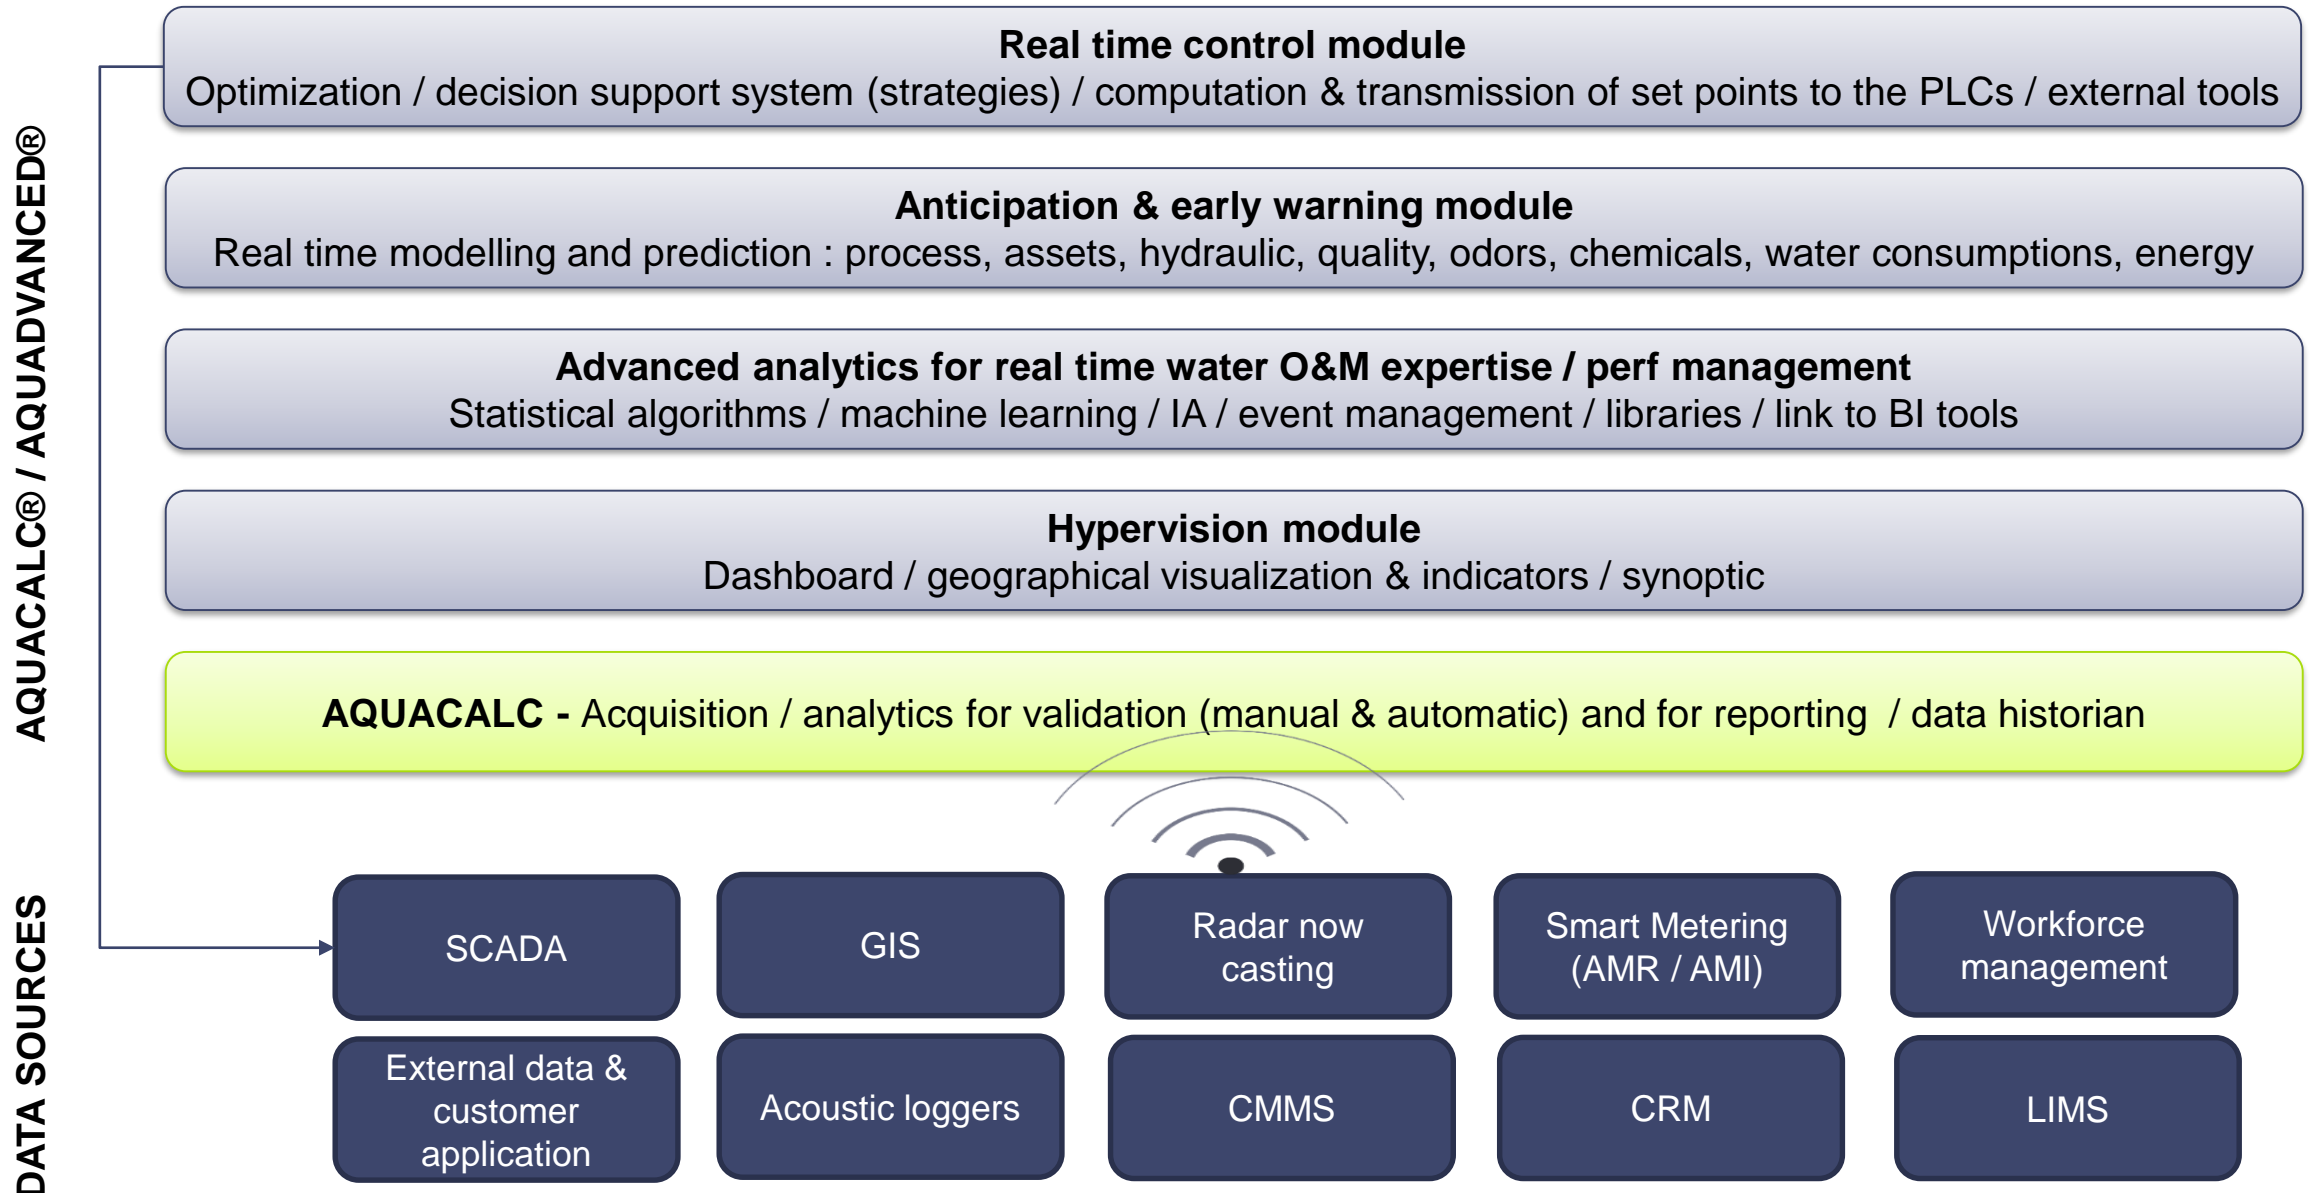 AQUACALC® / AQUADVANCED®
Real time control module
Optimization / decision support system (strategies) / computation & transmission of set points to the PLCs / external tools
Anticipation & early warning module
Real time modelling and prediction : process, assets, hydraulic, quality, odors, chemicals, water consumptions, energy
Advanced analytics for real time water O&M expertise / perf management
Statistical algorithms / machine learning / IA / event management / libraries / link to BI tools
Hypervision module
Dashboard / geographical visualization & indicators / synoptic
AQUACALC - Acquisition / analytics for validation (manual & automatic) and for reporting / data historian
DATA SOURCES
SCADA
GIS
Radar now
casting
Smart Metering
(AMR / AMI)
Workforce
management
External data &
customer
application
Acoustic loggers
CMMS
CRM
LIMS